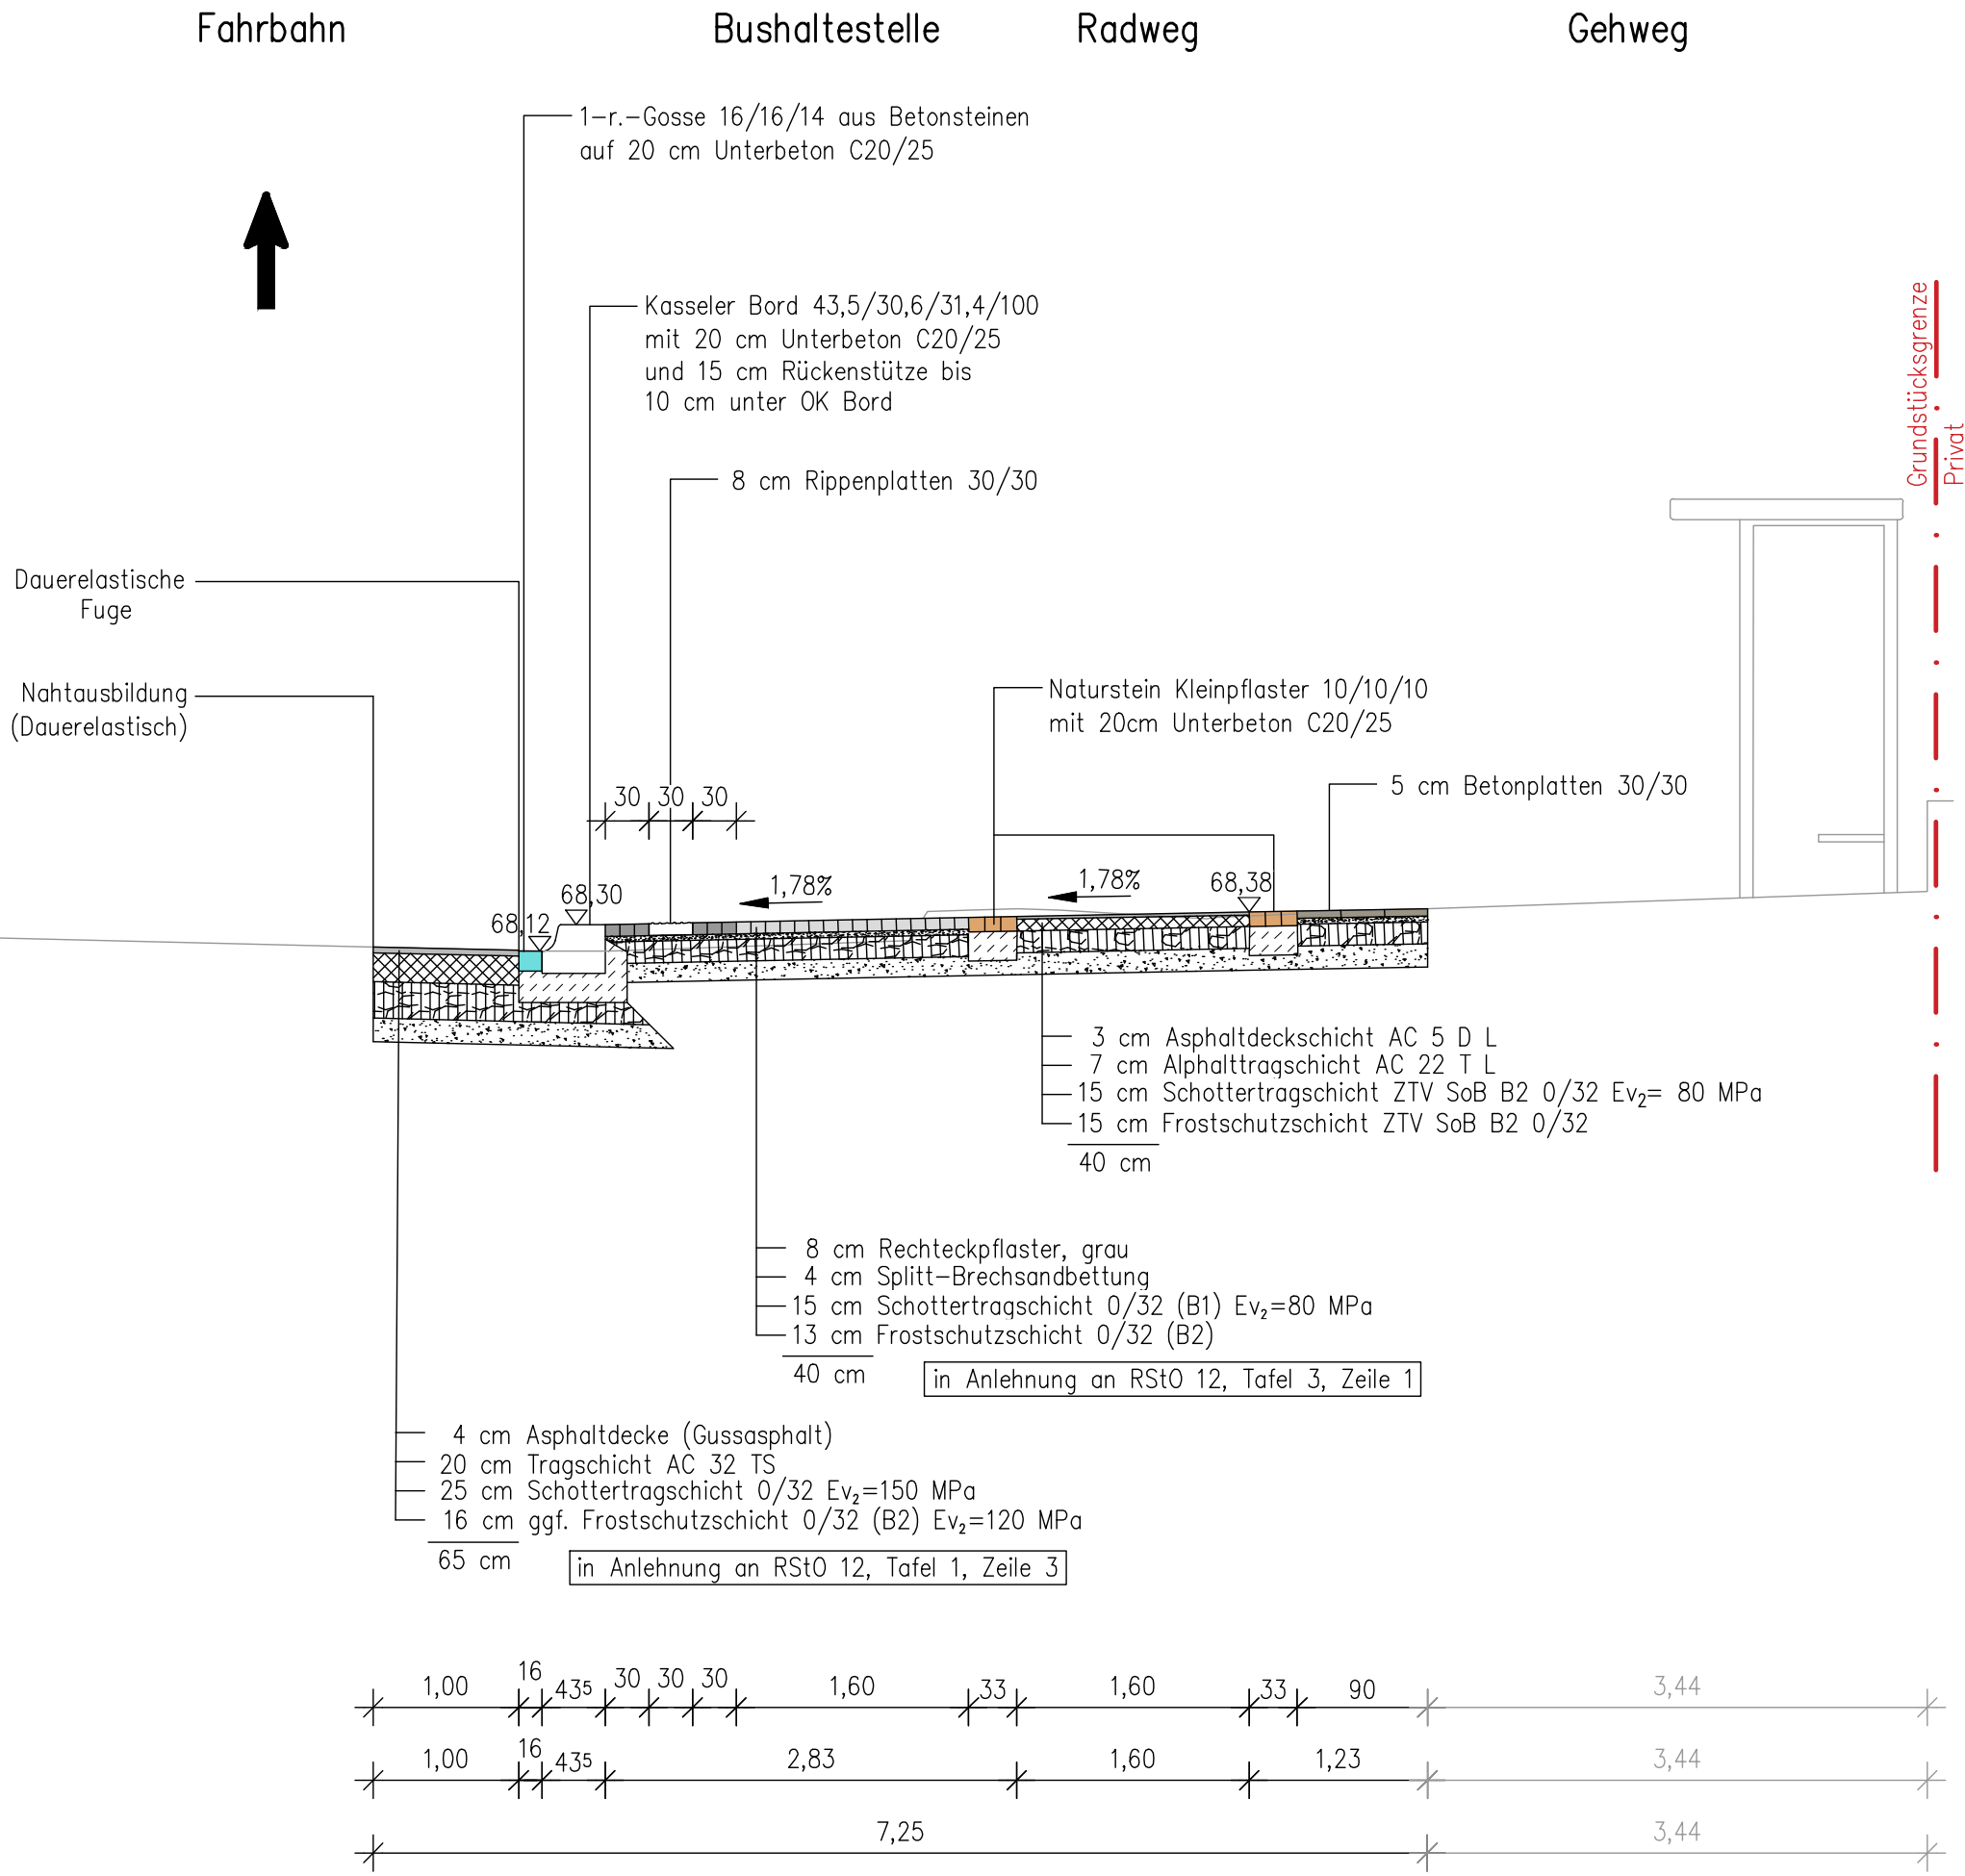 Fahrbahn
Bushaltestelle
Radweg
Gehweg
1-r.-Gosse 16/16/14 aus Betonsteinen
auf 20 cm Unterbeton C20/25
Kasseler Bord 43,5/30,6/31,4/100
mit 20 cm Unterbeton C20/25
und 15 cm Rückenstütze bis
10 cm unter OK Bord
Grundstücksgrenze
Privat
8 cm Rippenplatten 30/30
Dauerelastische
Fuge
Nahtausbildung
(Dauerelastisch)
Naturstein Kleinpflaster 10/10/10
mit 20cm Unterbeton C20/25
5 cm Betonplatten 30/30
30 30 30
68,12
68,30
1,78%
1,78%
68,38
3 cm Asphaltdeckschicht AC 5 D L
7 cm Alphalttragschicht AC 22 T L
15 cm Schottertragschicht ZTV SoB B2 0/32 Ev₂= 80 MPa
15 cm Frostschutzschicht ZTV SoB B2 0/32
40 cm
8 cm Rechteckpflaster, grau
4 cm Splitt-Brechsandbettung
15 cm Schottertragschicht 0/32 (B1) Ev₂=80 MPa
13 cm Frostschutzschicht 0/32 (B2)
40 cm
in Anlehnung an RStO 12, Tafel 3, Zeile 1
4 cm Asphaltdecke (Gussasphalt)
20 cm Tragschicht AC 32 TS
25 cm Schottertragschicht 0/32 Ev₂=150 MPa
16 cm ggf. Frostschutzschicht 0/32 (B2) Ev₂=120 MPa
65 cm
in Anlehnung an RStO 12, Tafel 1, Zeile 3
1,00 16 43⁵ 30 30 30 1,60 33 1,60 33 90 3,44
1,00 16 43⁵ 2,83 1,60 1,23 3,44
7,25 3,44